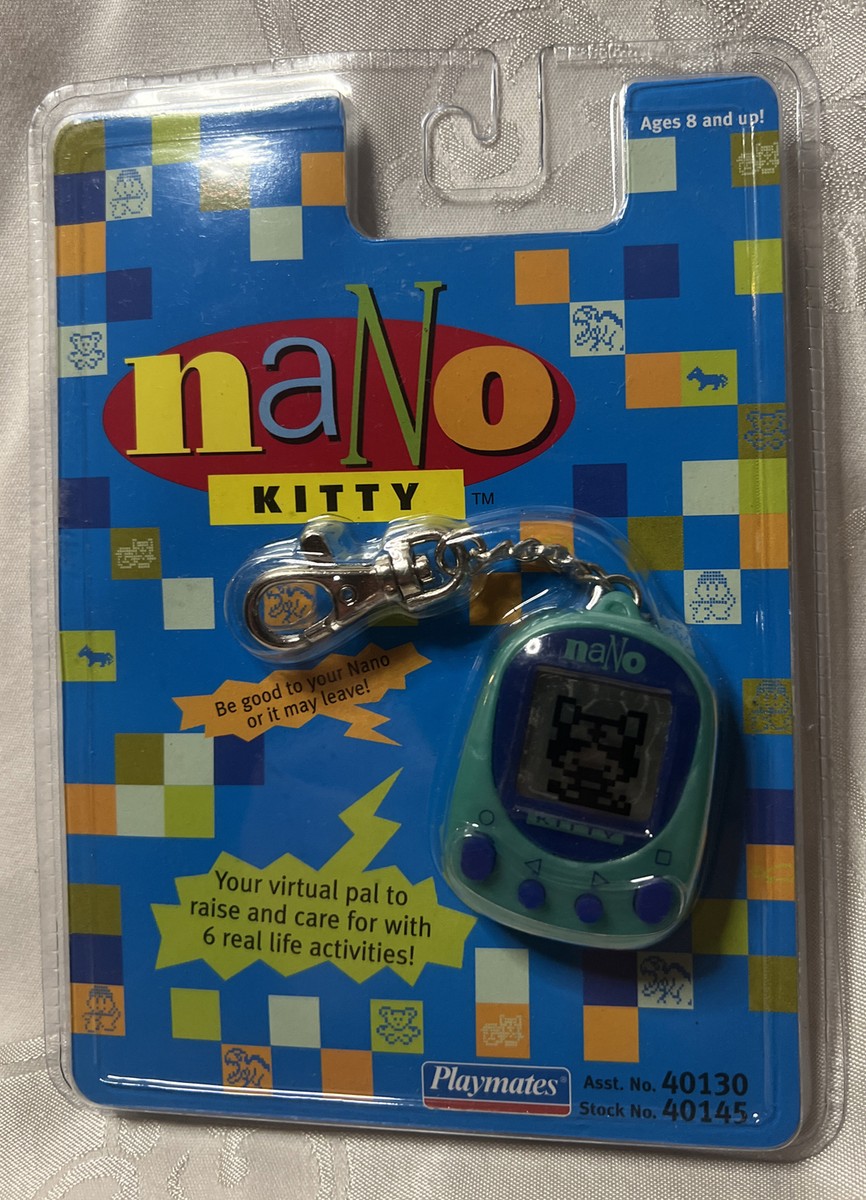 Ages 8 and up!
naNo
KITTY
TM
Be good to your Nano
or it may leave!
naNo
KITTY
Your virtual pal to
raise and care for with
6 real life activities!
Playmates®
Asst. No. 40130
Stock No. 40145